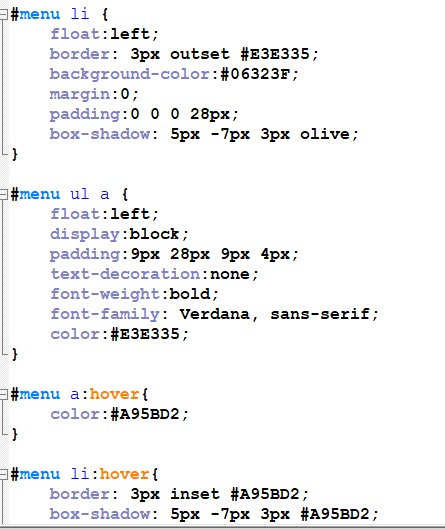 #menu li {
float:left;
border: 3px outset #E3E335;
background-color:#06323F;
margin:0;
padding:0 0 0 28px;
box-shadow: 5px -7px 3px olive;
}
#menu ul a {
float:left;
display:block;
padding:9px 28px 9px 4px;
text-decoration:none;
font-weight:bold;
font-family: Verdana, sans-serif;
color:#E3E335;
}
#menu a:hover{
color:#A95BD2;
}
#menu li:hover{
border: 3px inset #A95BD2;
box-shadow: 5px -7px 3px #A95BD2;